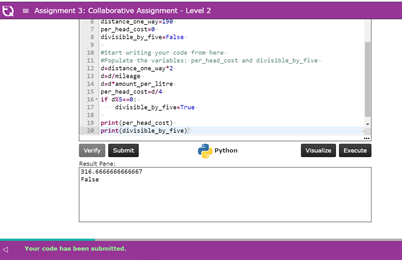 Assignment 3: Collaborative Assignment - Level 2
6 distance_one_way=190
7 per_head_cost=0
8 divisible_by_five=False
9
10 #Start writing your code from here
11 #Populate the variables: per_head_cost and divisible_by_five
12 d=distance_one_way*2
13 d=d/mileage
14 d=d*amount_per_litre
15 per_head_cost=d/4
16 if d%5==0:
17 divisible_by_five=True
18
19 print(per_head_cost)
20 print(divisible_by_five)
Verify Submit Python Visualize Execute
Result Pane:
316.6666666666667
False
Your code has been submitted.